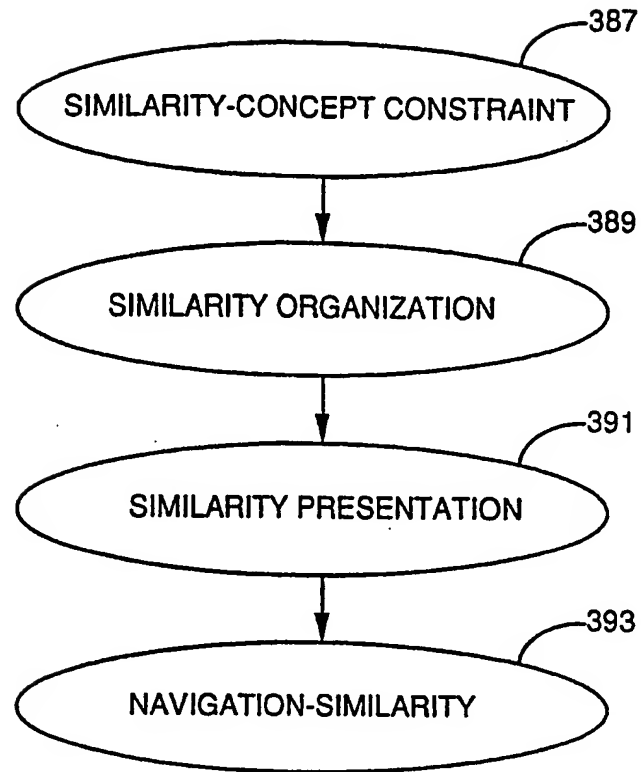 387
SIMILARITY-CONCEPT CONSTRAINT
389
SIMILARITY ORGANIZATION
391
SIMILARITY PRESENTATION
393
NAVIGATION-SIMILARITY